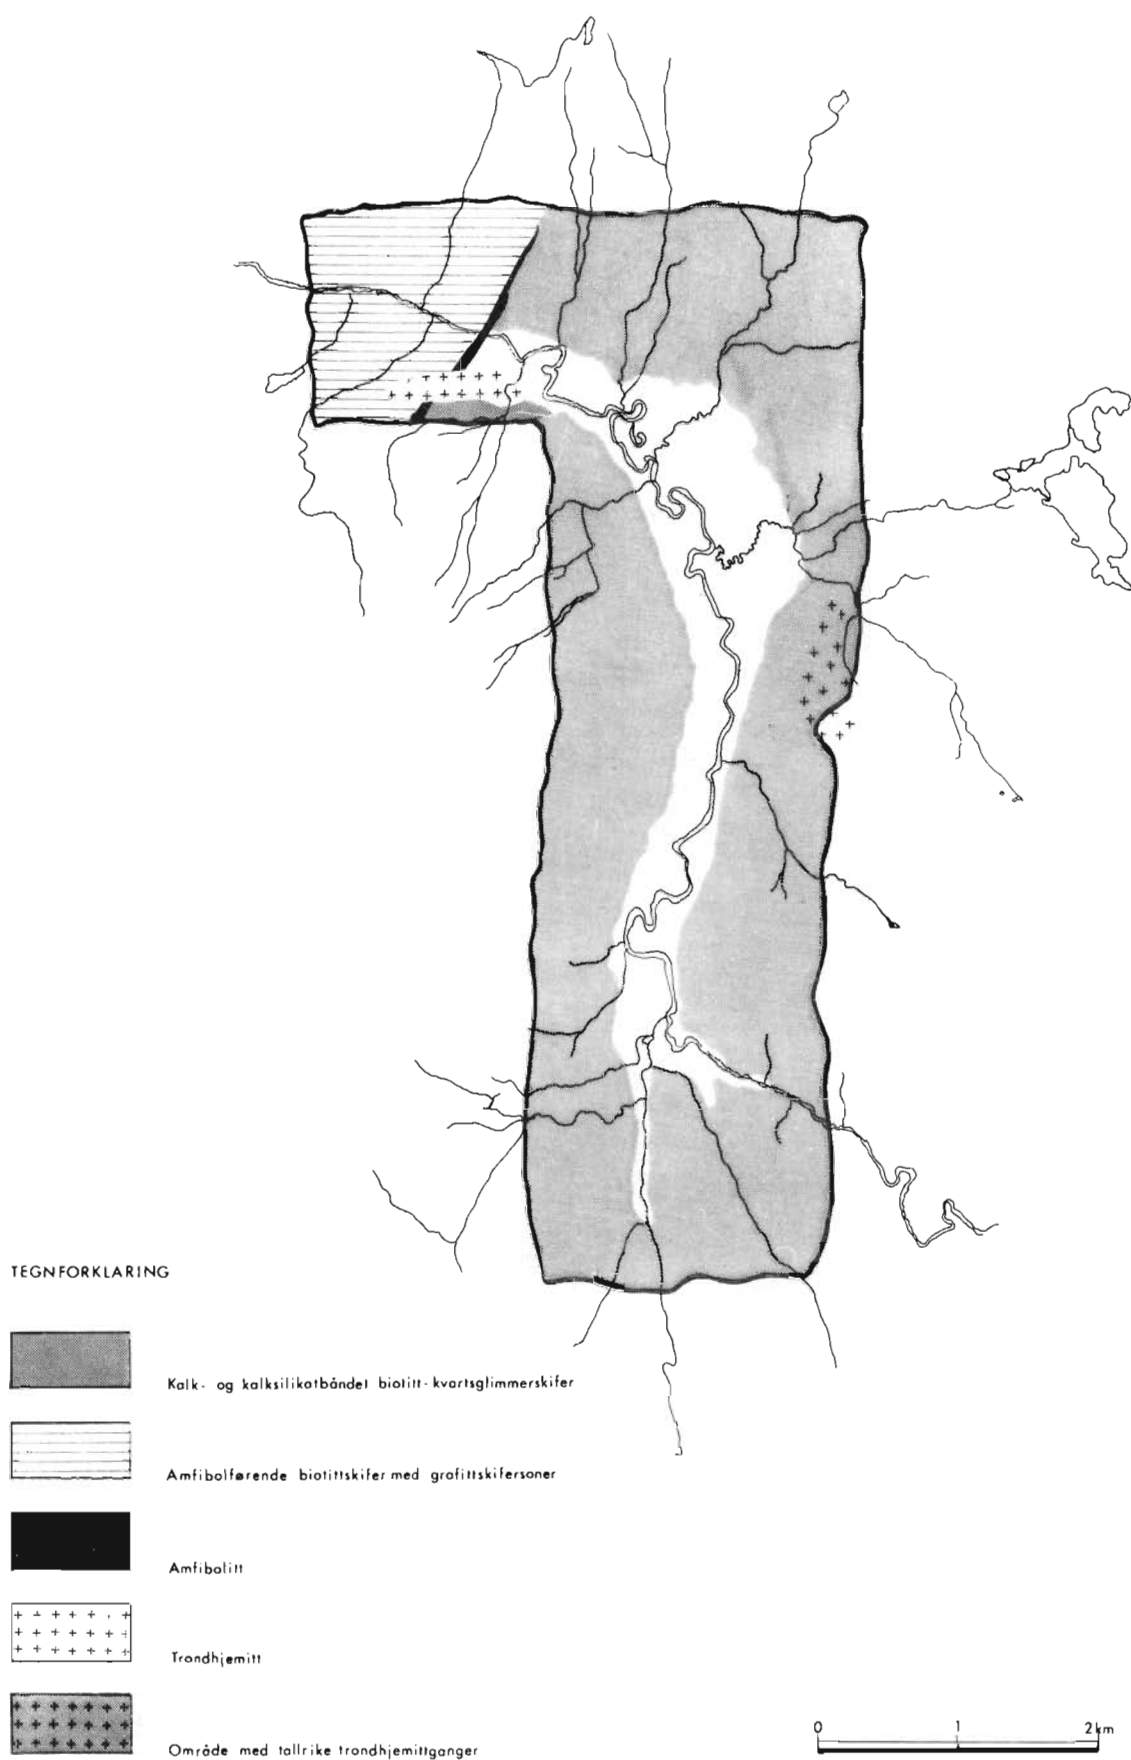 TEGNFORKLARING
Kalk- og kalksilikatbåndet biotitt-kvartsglimmerskifer
Amfibolførende biotittskifer med grafittskifersoner
Amfibolitt
Trondhjemitt
Område med tallrike trondhjemittganger
0 1 2km